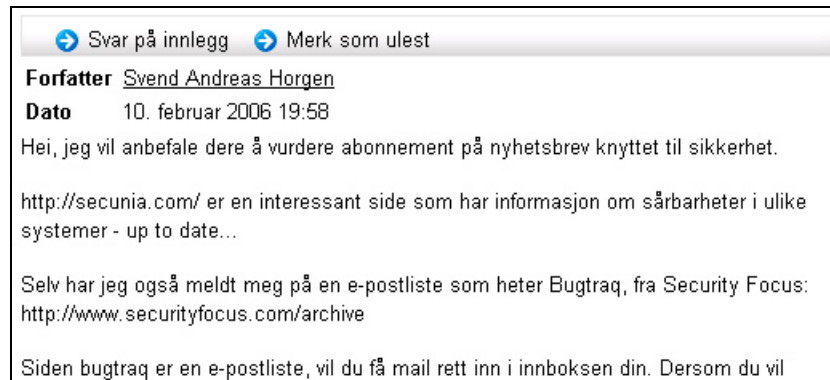 Svar på innlegg Merk som ulest
Forfatter Svend Andreas Horgen
Dato 10. februar 2006 19:58
Hei, jeg vil anbefale dere å vurdere abonnement på nyhetsbrev knyttet til sikkerhet.
http://secunia.com/ er en interessant side som har informasjon om sårbarheter i ulike
systemer - up to date...
Selv har jeg også meldt meg på en e-postliste som heter Bugtraq, fra Security Focus:
http://www.securityfocus.com/archive
Siden bugtraq er en e-postliste, vil du få mail rett inn i innboksen din. Dersom du vil